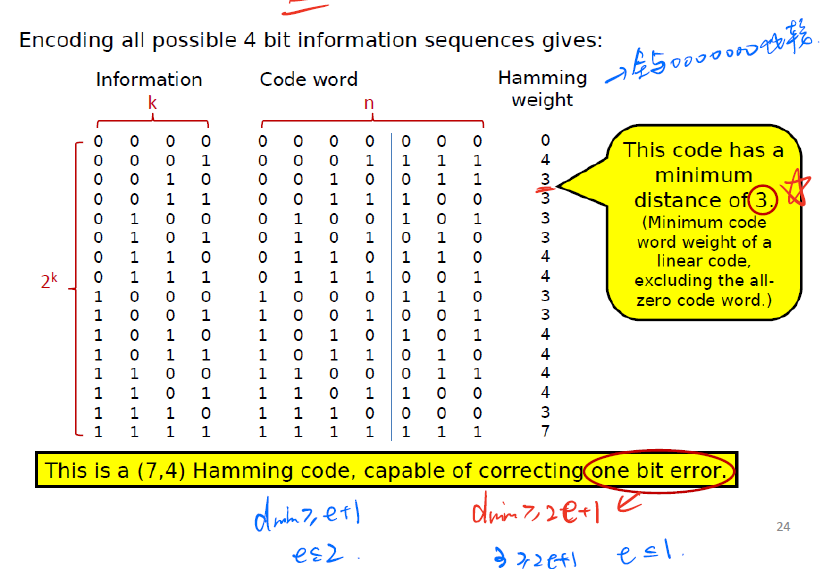 Encoding all possible 4 bit information sequences gives:
→全与0000000比较.
Information Code word Hamming weight
k n
0 0 0 0 0 0 0 0 0 0 0 0
0 0 0 1 0 0 0 1 1 1 1 4
0 0 1 0 0 0 1 0 0 1 1 3
0 0 1 1 0 0 1 1 1 0 0 3
0 1 0 0 0 1 0 0 1 0 1 3
0 1 0 1 0 1 0 1 0 1 0 3
0 1 1 0 0 1 1 0 1 1 0 4
0 1 1 1 0 1 1 1 0 0 1 4
1 0 0 0 1 0 0 0 1 1 0 3
1 0 0 1 1 0 0 1 0 0 1 3
1 0 1 0 1 0 1 0 1 0 1 4
1 0 1 1 1 0 1 1 0 1 0 4
1 1 0 0 1 1 0 0 0 1 1 4
1 1 0 1 1 1 0 1 1 0 0 4
1 1 1 0 1 1 1 0 0 0 0 3
1 1 1 1 1 1 1 1 1 1 1 7
2k
This code has a
minimum
distance of 3.
(Minimum code
word weight of a
linear code,
excluding the all-
zero code word.)
This is a (7,4) Hamming code, capable of correcting one bit error.
dmin≥e+1
e≤2.
dmin≥2e+1
3≥2e+1 e≤1.
24